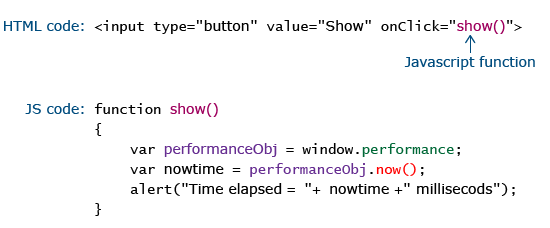 HTML code: <input type="button" value="Show" onClick="show()">
Javascript function
JS code: function show()
{
var performanceObj = window.performance;
var nowtime = performanceObj.now();
alert("Time elapsed = "+ nowtime +" millisecods");
}